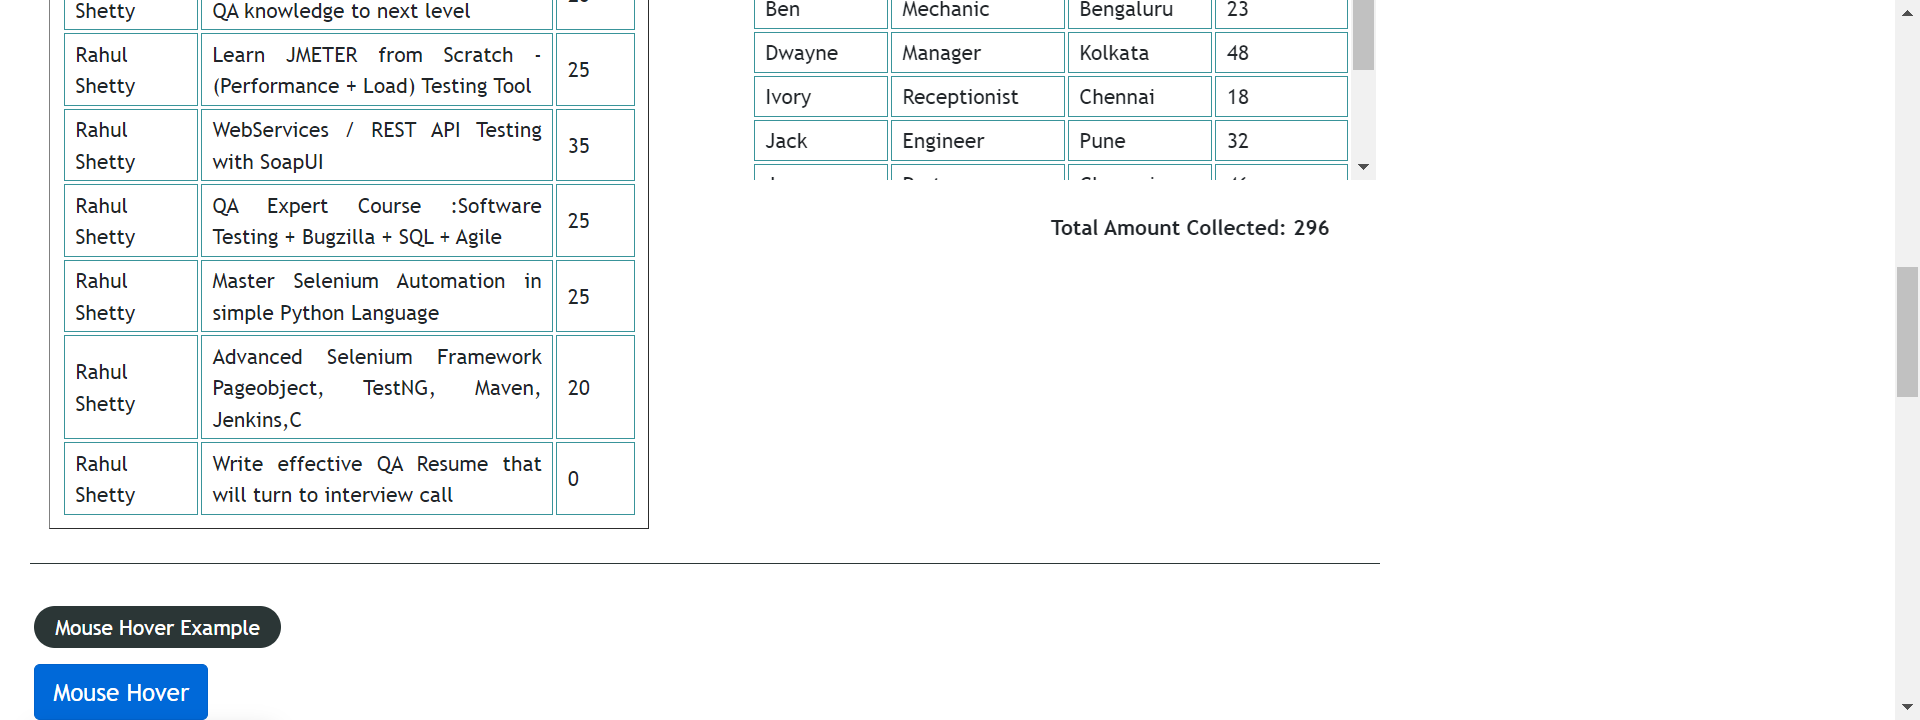 Shetty QA knowledge to next level
Rahul Learn JMETER from Scratch - 25
Shetty (Performance + Load) Testing Tool
Rahul WebServices / REST API Testing 35
Shetty with SoapUI
Rahul QA Expert Course :Software 25
Shetty Testing + Bugzilla + SQL + Agile
Rahul Master Selenium Automation in 25
Shetty simple Python Language
Rahul Advanced Selenium Framework 20
Shetty Pageobject, TestNG, Maven,
Jenkins,C
Rahul Write effective QA Resume that 0
Shetty will turn to interview call
Ben Mechanic Bengaluru 23
Dwayne Manager Kolkata 48
Ivory Receptionist Chennai 18
Jack Engineer Pune 32
Total Amount Collected: 296
Mouse Hover Example
Mouse Hover